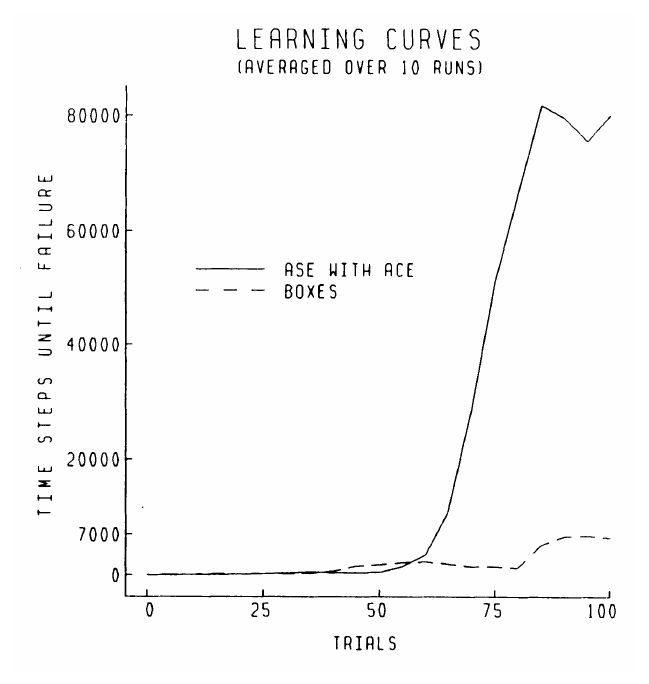 LEARNING CURVES
(AVERAGED OVER 10 RUNS)
TIME STEPS UNTIL FAILURE
80000
60000
40000
20000
7000
0
ASE WITH ACE
BOXES
0 25 50 75 100
TRIALS